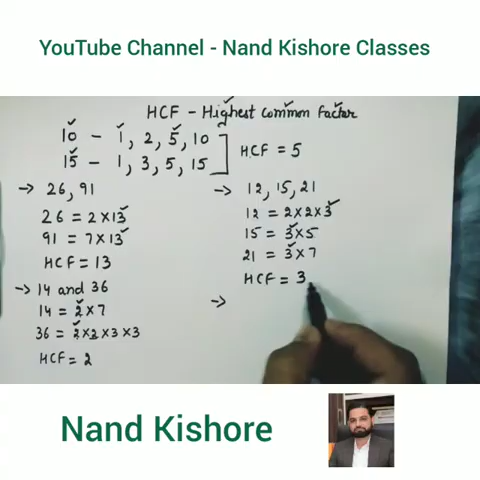 YouTube Channel - Nand Kishore Classes
HCF - Highest Common Factor
10 - 1, 2, 5, 10
15 - 1, 3, 5, 15
HCF = 5
→ 26, 91
26 = 2×13
91 = 7×13
HCF = 13
→ 14 and 36
14 = 2×7
36 = 2×2×3×3
HCF = 2
→ 12, 15, 21
12 = 2×2×3
15 = 3×5
21 = 3×7
HCF = 3
→
Nand Kishore